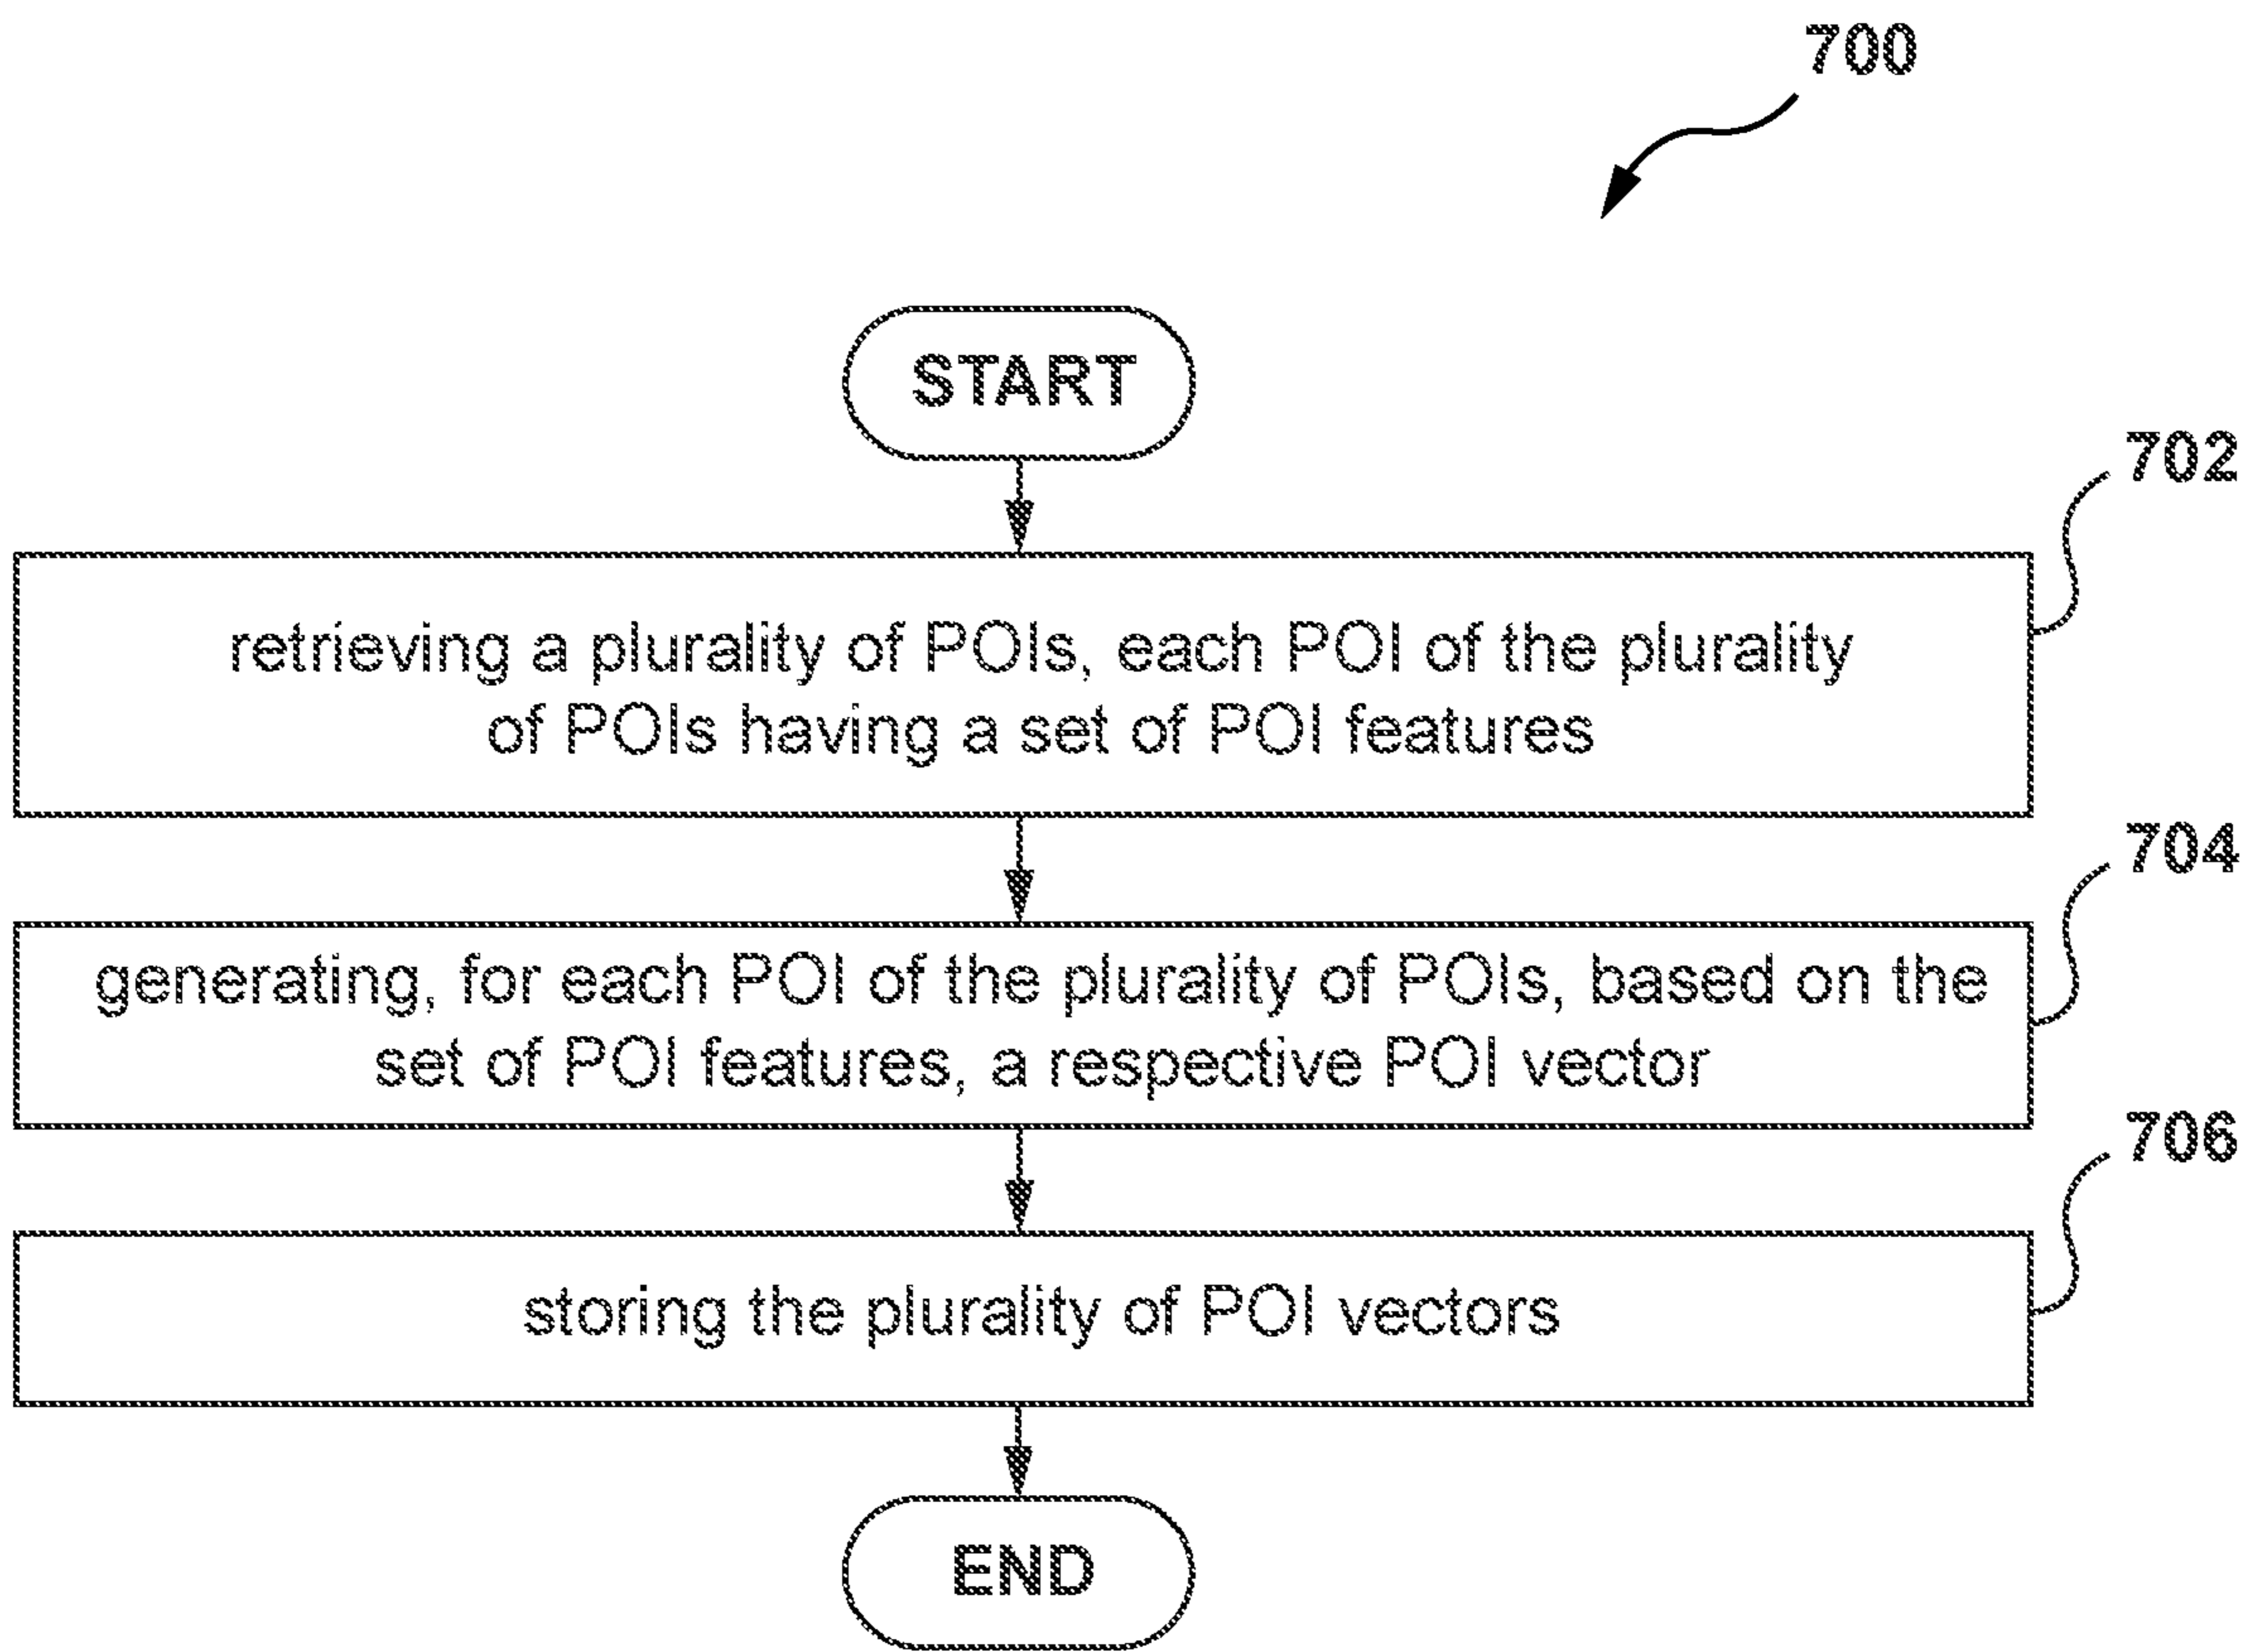 700
START
702
retrieving a plurality of POIs, each POI of the plurality
of POIs having a set of POI features
704
generating, for each POI of the plurality of POIs, based on the
set of POI features, a respective POI vector
706
storing the plurality of POI vectors
END